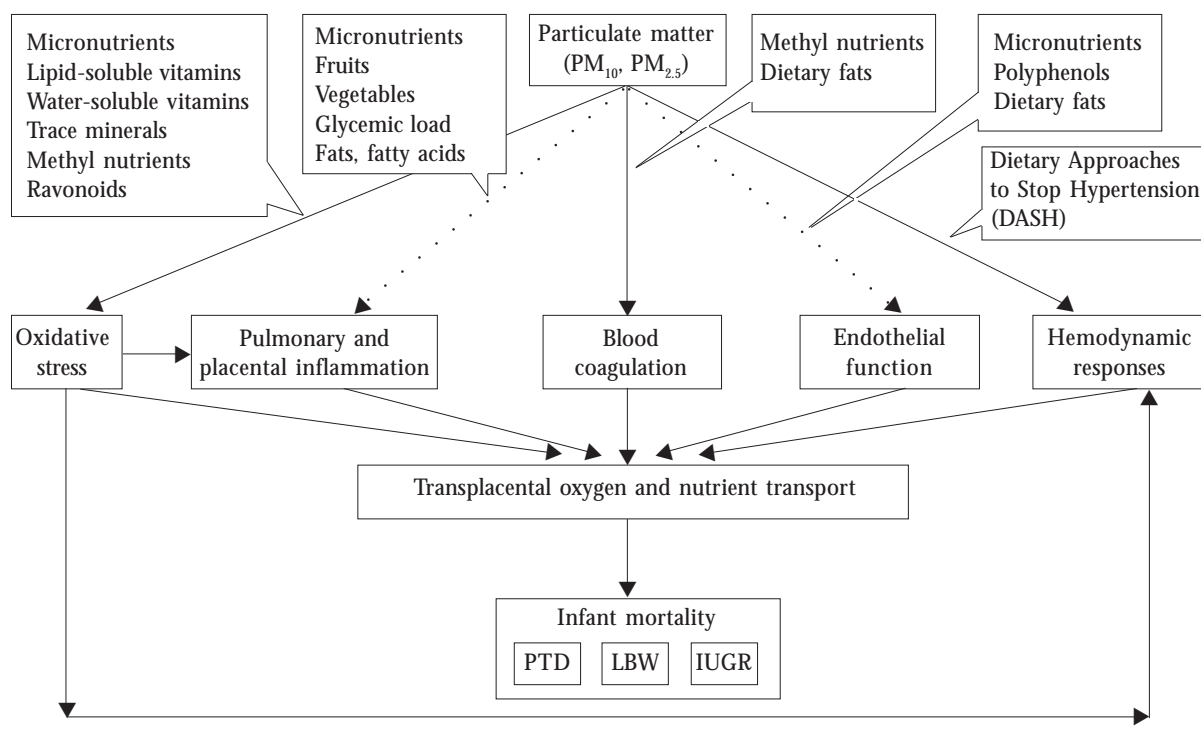 Micronutrients
Lipid-soluble vitamins
Water-soluble vitamins
Trace minerals
Methyl nutrients
Ravonoids
Micronutrients
Fruits
Vegetables
Glycemic load
Fats, fatty acids
Particulate matter
(PM₁₀, PM₂.₅)
Methyl nutrients
Dietary fats
Micronutrients
Polyphenols
Dietary fats
Dietary Approaches
to Stop Hypertension
(DASH)
Oxidative
stress
Pulmonary and
placental inflammation
Blood
coagulation
Endothelial
function
Hemodynamic
responses
Transplacental oxygen and nutrient transport
Infant mortality
PTD
LBW
IUGR